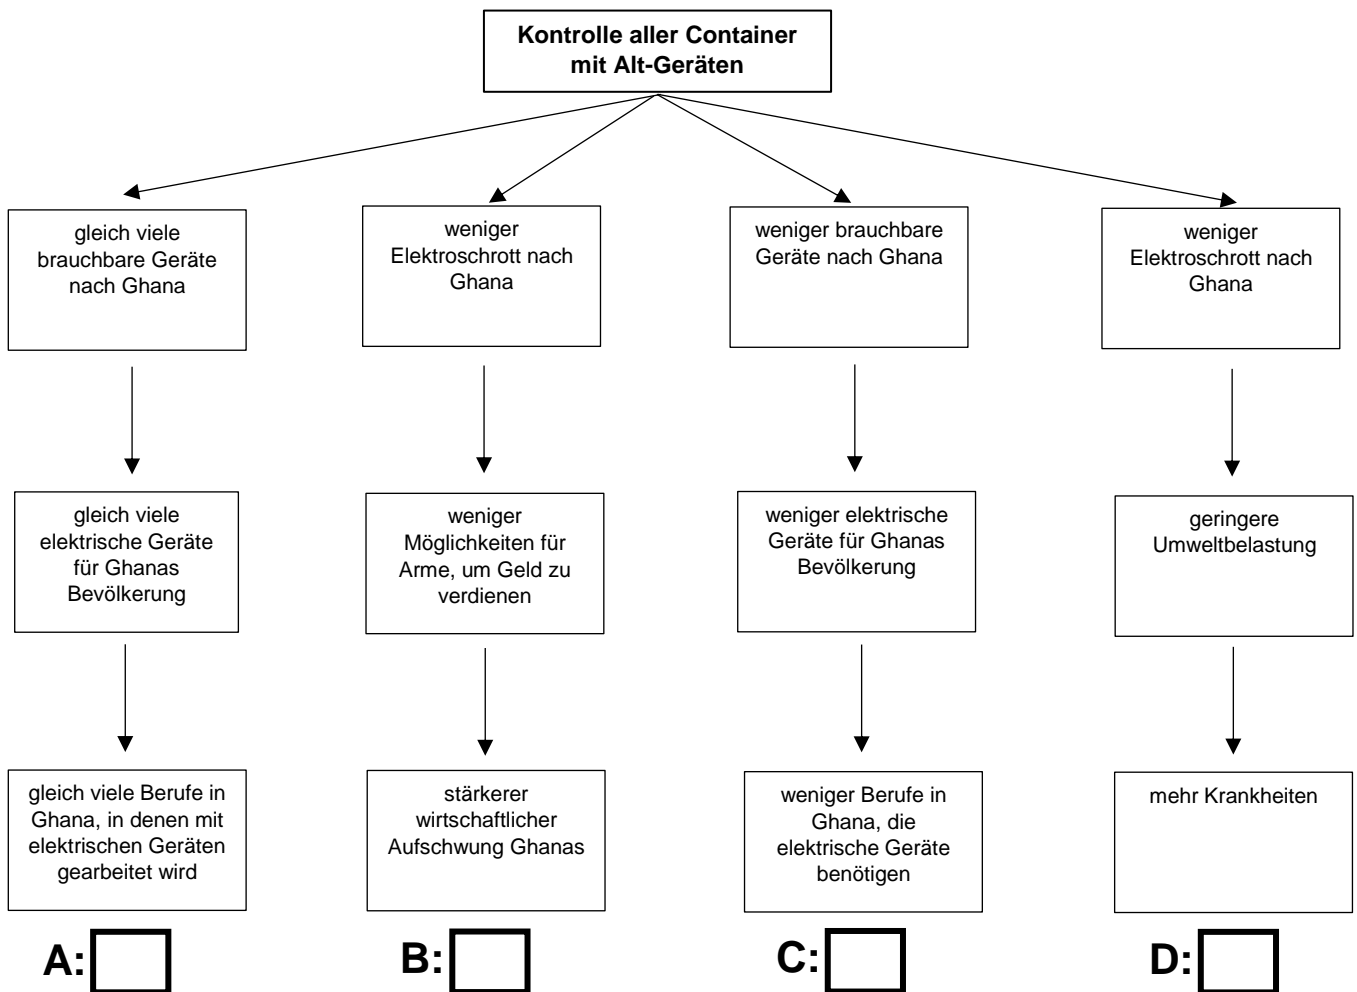 Kontrolle aller Container
mit Alt-Geräten
gleich viele
brauchbare Geräte
nach Ghana
weniger
Elektroschrott nach
Ghana
weniger brauchbare
Geräte nach Ghana
weniger
Elektroschrott nach
Ghana
gleich viele
elektrische Geräte
für Ghanas
Bevölkerung
weniger
Möglichkeiten für
Arme, um Geld zu
verdienen
weniger elektrische
Geräte für Ghanas
Bevölkerung
geringere
Umweltbelastung
gleich viele Berufe in
Ghana, in denen mit
elektrischen Geräten
gearbeitet wird
stärkerer
wirtschaftlicher
Aufschwung Ghanas
weniger Berufe in
Ghana, die
elektrische Geräte
benötigen
mehr Krankheiten
A:
B:
C:
D: